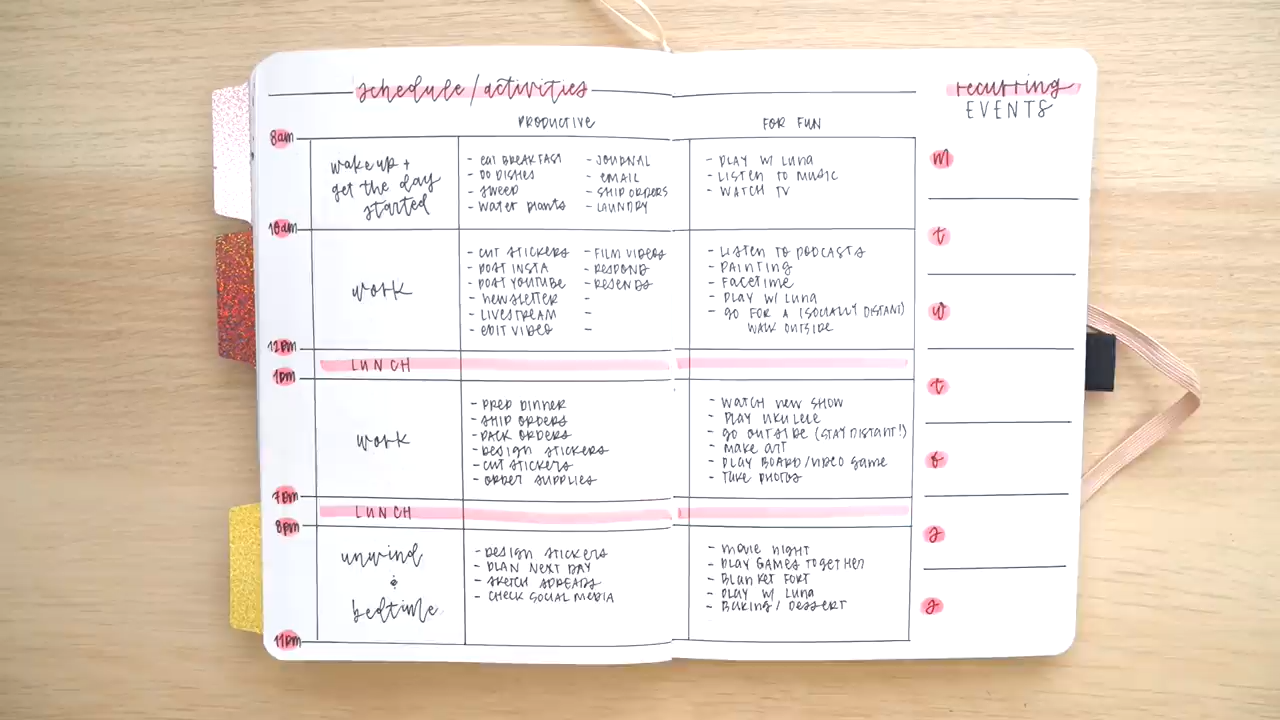 schedule/activities
PRODUCTIVE
FOR FUN
8am
wake up +
get the day
started
- EAT BREAKFAST
- DO DISHES
- SWEEP
- WATER PLANTS
- JOURNAL
- EMAIL
- SHIP ORDERS
- LAUNDRY
- PLAY W/ LUNA
- LISTEN TO MUSIC
- WATCH TV
10am
work
- CUT STICKERS
- POST INSTA
- POST YOUTUBE
- NEWSLETTER
- LIVESTREAM
- EDIT VIDEO
- FILM VIDEOS
- RESPOND
- RESENDS
-
-
-
- LISTEN TO PODCASTS
- PAINTING
- FACETIME
- PLAY W/ LUNA
- GO FOR A (SOCIALLY DISTANT)
WALK OUTSIDE
12pm
LUNCH
1pm
work
- PREP DINNER
- SHIP ORDERS
- PACK ORDERS
- DESIGN STICKERS
- CUT STICKERS
- ORDER SUPPLIES
- WATCH NEW SHOW
- PLAY UKULELE
- GO OUTSIDE (STAY DISTANT!)
- MAKE ART
- PLAY BOARD/VIDEO GAME
- TAKE PHOTOS
7pm
LUNCH
8pm
unwind
&
bedtime
- DESIGN STICKERS
- PLAN NEXT DAY
- SKETCH SPREADS
- CHECK SOCIAL MEDIA
- MOVIE NIGHT
- PLAY GAMES TOGETHER
- BLANKET FORT
- PLAY W/ LUNA
- BAKING/DESSERT
11pm
recurring
EVENTS
m
t
w
t
f
s
s